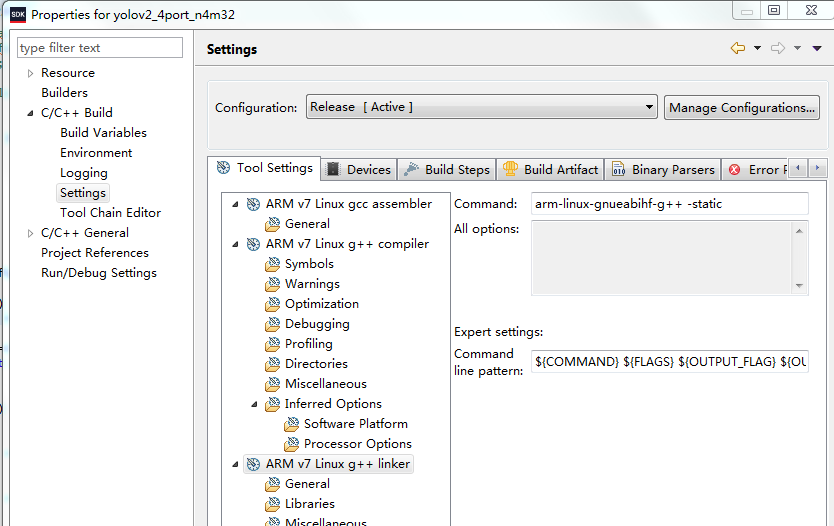 SDK Properties for yolov2_4port_n4m32
type filter text
Resource
Builders
C/C++ Build
Build Variables
Environment
Logging
Settings
Tool Chain Editor
C/C++ General
Project References
Run/Debug Settings
Settings
Configuration:
Release [ Active ]
Manage Configurations...
Tool Settings
Devices
Build Steps
Build Artifact
Binary Parsers
Error P
ARM v7 Linux gcc assembler
General
ARM v7 Linux g++ compiler
Symbols
Warnings
Optimization
Debugging
Profiling
Directories
Miscellaneous
Inferred Options
Software Platform
Processor Options
ARM v7 Linux g++ linker
General
Libraries
Miscellaneous
Command:
arm-linux-gnueabihf-g++ -static
All options:
Expert settings:
Command
line pattern:
${COMMAND} ${FLAGS} ${OUTPUT_FLAG} ${OU